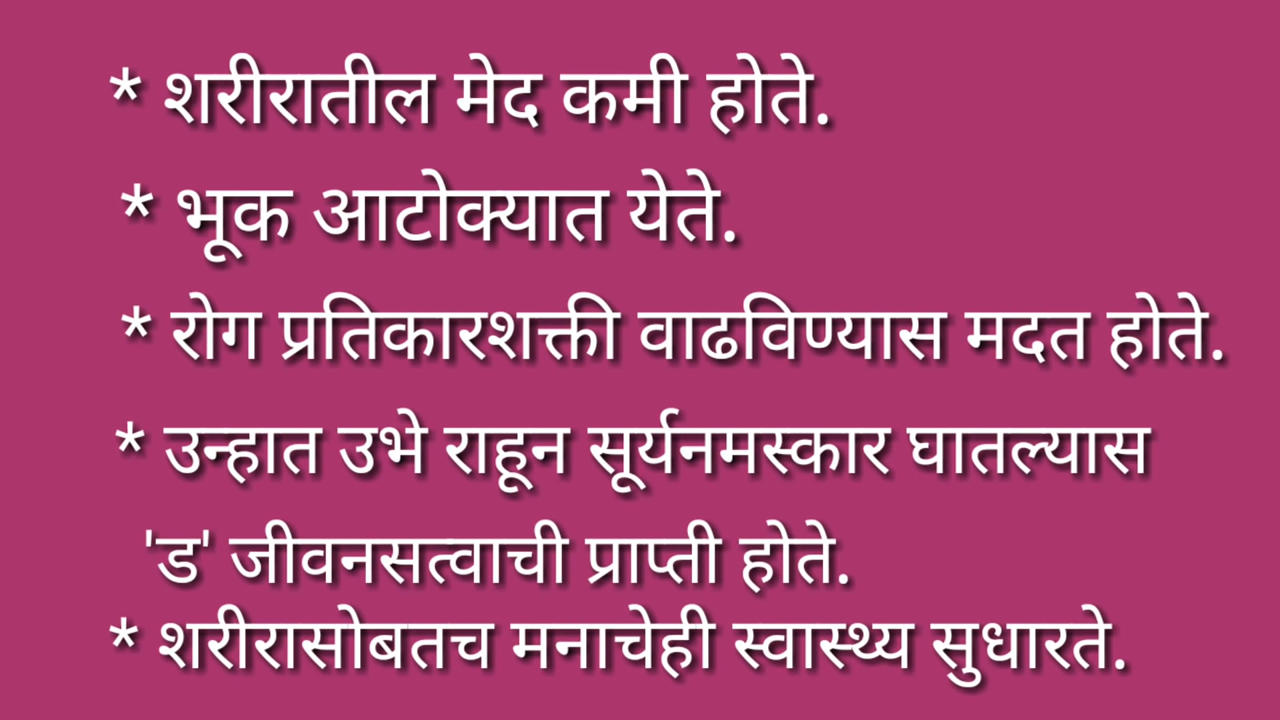 * शरीरातील मेद कमी होते.
* भूक आटोक्यात येते.
* रोग प्रतिकारशक्ती वाढविण्यास मदत होते.
* उन्हात उभे राहून सूर्यनमस्कार घातल्यास
'ड' जीवनसत्वाची प्राप्ती होते.
* शरीरासोबतच मनाचेही स्वास्थ्य सुधारते.